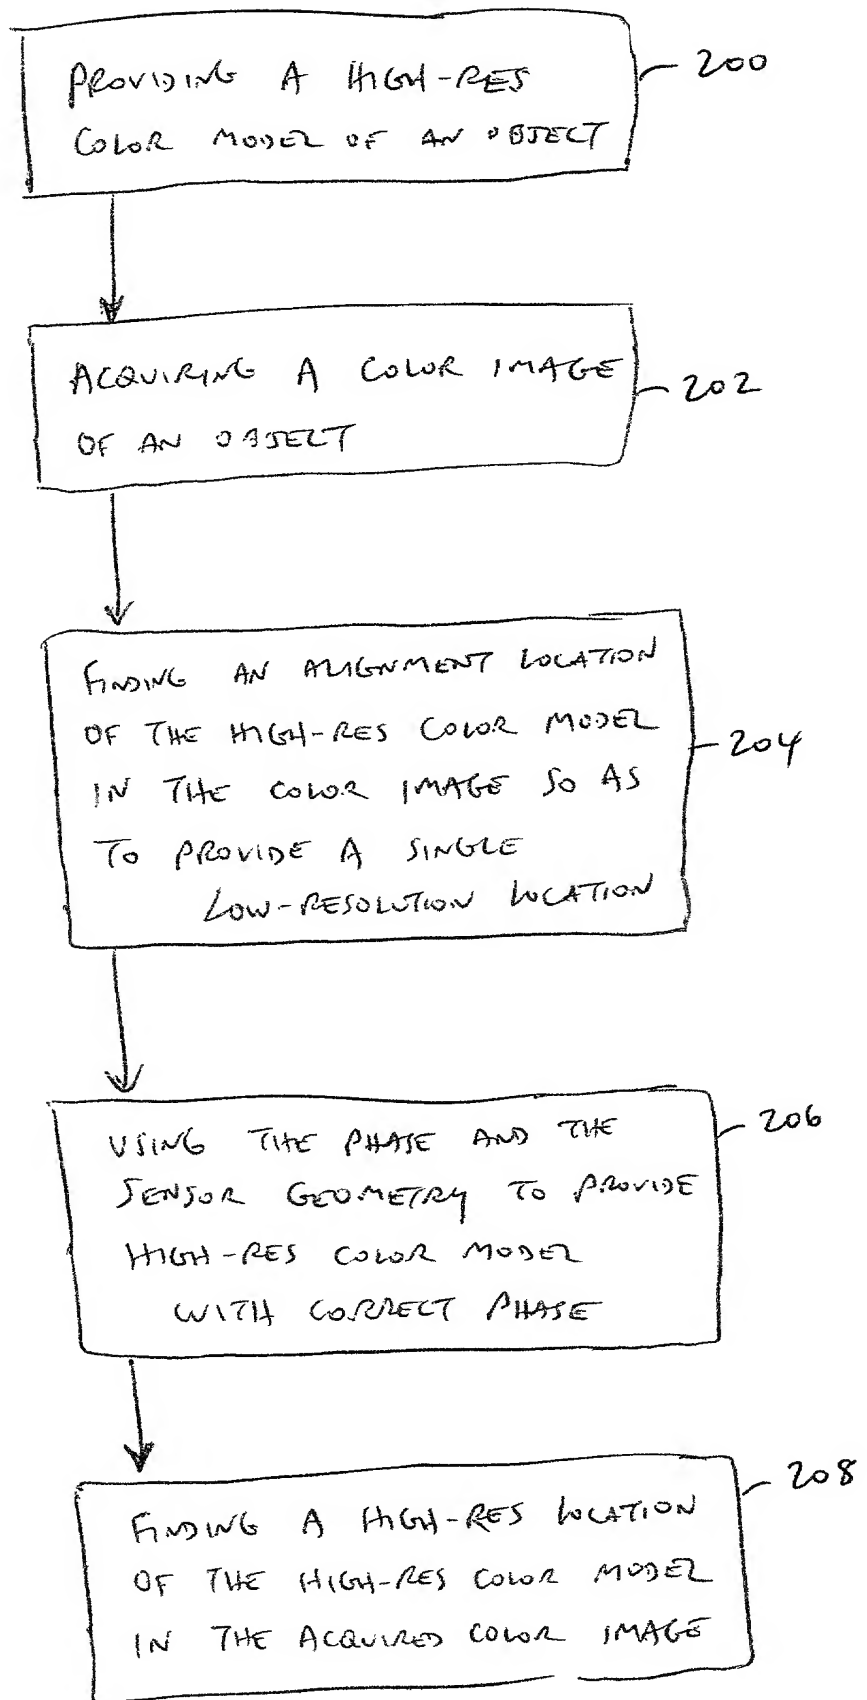 PROVIDING A HIGH-RES
COLOR MODEL OF AN OBJECT
200
ACQUIRING A COLOR IMAGE
OF AN OBJECT
202
FINDING AN ALIGNMENT LOCATION
OF THE HIGH-RES COLOR MODEL
IN THE COLOR IMAGE SO AS
TO PROVIDE A SINGLE
LOW-RESOLUTION LOCATION
204
USING THE PHASE AND THE
SENSOR GEOMETRY TO PROVIDE
HIGH-RES COLOR MODEL
WITH CORRECT PHASE
206
FINDING A HIGH-RES LOCATION
OF THE HIGH-RES COLOR MODEL
IN THE ACQUIRED COLOR IMAGE
208